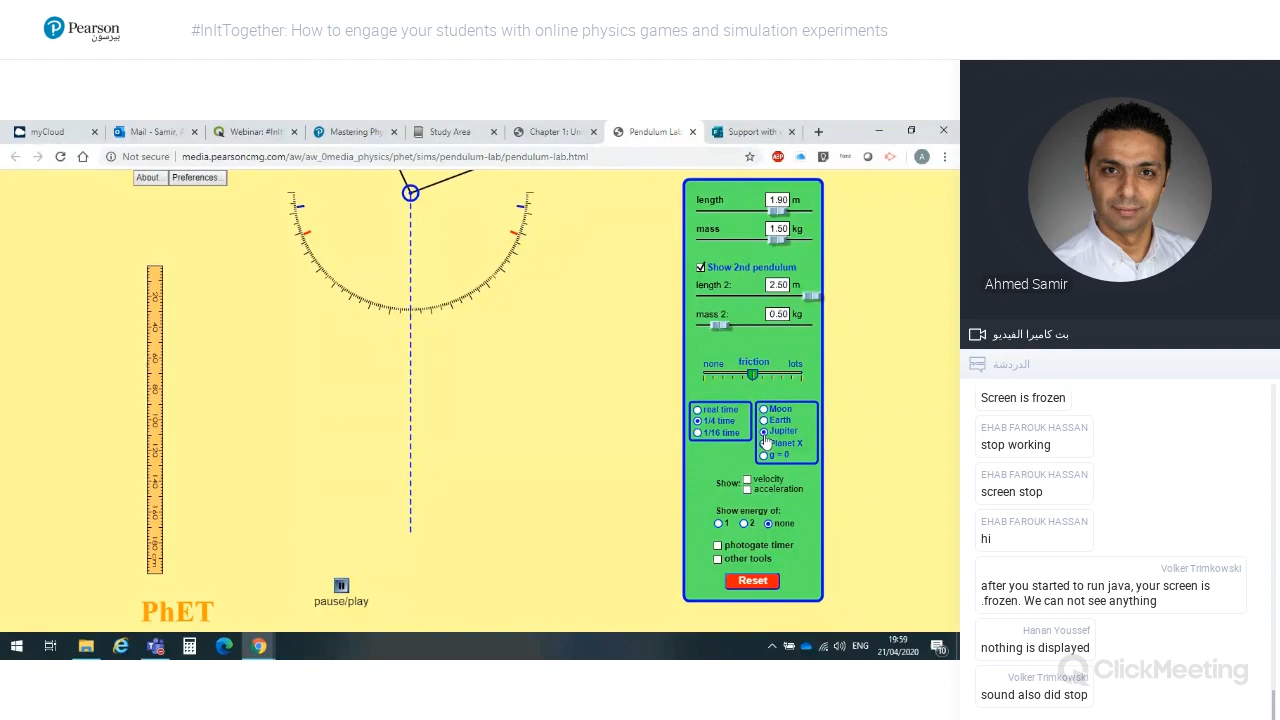 Pearson
بيرسون
#InItTogether: How to engage your students with online physics games and simulation experiments
myCloud
Mail - Samir, A
Webinar: #InIt
Mastering Phy
Study Area
Chapter 1: Uni
Pendulum Lab
Support with
Not secure
media.pearsoncmg.com/aw/aw_0media_physics/phet/sims/pendulum-lab/pendulum-lab.html
ABP
A
About...
Preferences...
length 1.90 m
mass 1.50 kg
Show 2nd pendulum
length 2: 2.50 m
mass 2: 0.50 kg
none friction lots
real time
1/4 time
1/16 time
Moon
Earth
Jupiter
Planet X
g = 0
Show: velocity
acceleration
Show energy of:
1 2 none
photogate timer
other tools
Reset
pause/play
PhET
ENG
19:59
21/04/2020
10
Ahmed Samir
بث كاميرا الفيديو
الدردشة
Screen is frozen
EHAB FAROUK HASSAN
stop working
EHAB FAROUK HASSAN
screen stop
EHAB FAROUK HASSAN
hi
Volker Trimkowski
after you started to run java, your screen is
.frozen. We can not see anything
Hanan Youssef
nothing is displayed
Volker Trimkowski
sound also did stop
ClickMeeting